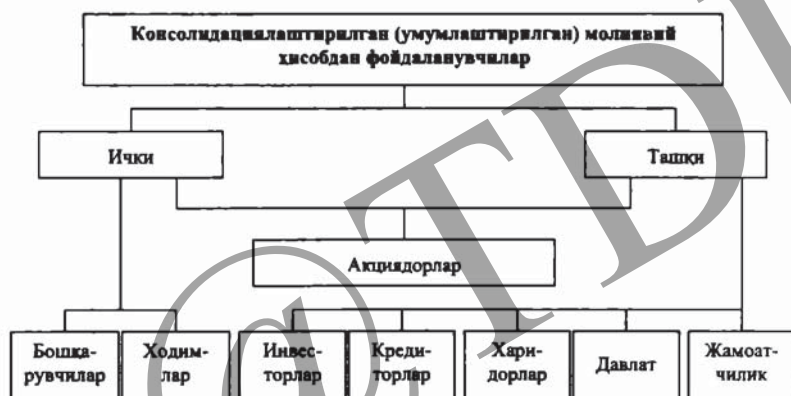 Консолидациялаштирилган (умумлаштирилган) молиявий
ҳисобдан фойдаланувчилар
Ички
Ташқи
Акциядорлар
Бошқа-
рувчилар
Ходим-
лар
Инвес-
торлар
Креди-
торлар
Хари-
дорлар
Давлат
Жамоат-
чилик